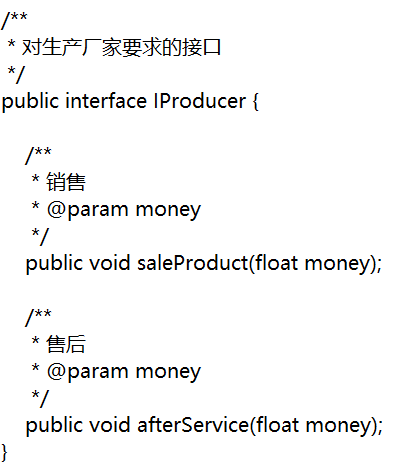 /**
 * 对生产厂家要求的接口
 */
public interface IProducer {
    /**
     * 销售
     * @param money
     */
    public void saleProduct(float money);
    /**
     * 售后
     * @param money
     */
    public void afterService(float money);
}